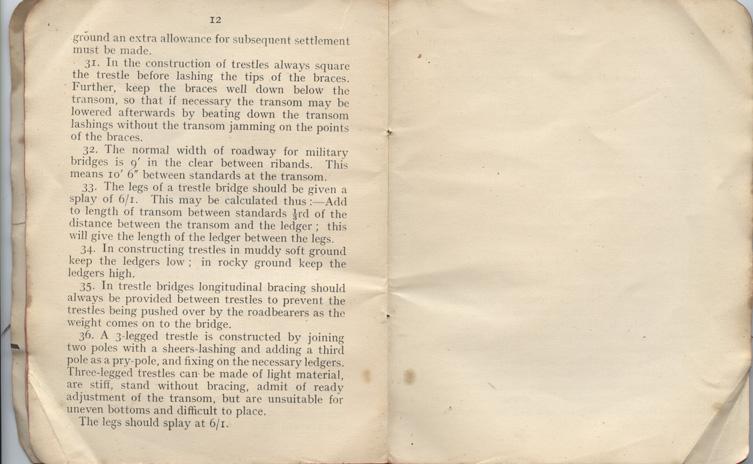 12
ground an extra allowance for subsequent settlement
must be made.
31. In the construction of trestles always square
the trestle before lashing the tips of the braces.
Further, keep the braces well down below the
transom, so that if necessary the transom may be
lowered afterwards by beating down the transom
lashings without the transom jamming on the points
of the braces.
32. The normal width of roadway for military
bridges is 9′ in the clear between ribands. This
means 10′ 6″ between standards at the transom.
33. The legs of a trestle bridge should be given a
splay of 6/1. This may be calculated thus :—Add
to length of transom between standards ⅓rd of the
distance between the transom and the ledger ; this
will give the length of the ledger between the legs.
34. In constructing trestles in muddy soft ground
keep the ledgers low ; in rocky ground keep the
ledgers high.
35. In trestle bridges longitudinal bracing should
always be provided between trestles to prevent the
trestles being pushed over by the roadbearers as the
weight comes on to the bridge.
36. A 3-legged trestle is constructed by joining
two poles with a sheers-lashing and adding a third
pole as a pry-pole, and fixing on the necessary ledgers.
Three-legged trestles can be made of light material,
are stiff, stand without bracing, admit of ready
adjustment of the transom, but are unsuitable for
uneven bottoms and difficult to place.
The legs should splay at 6/1.